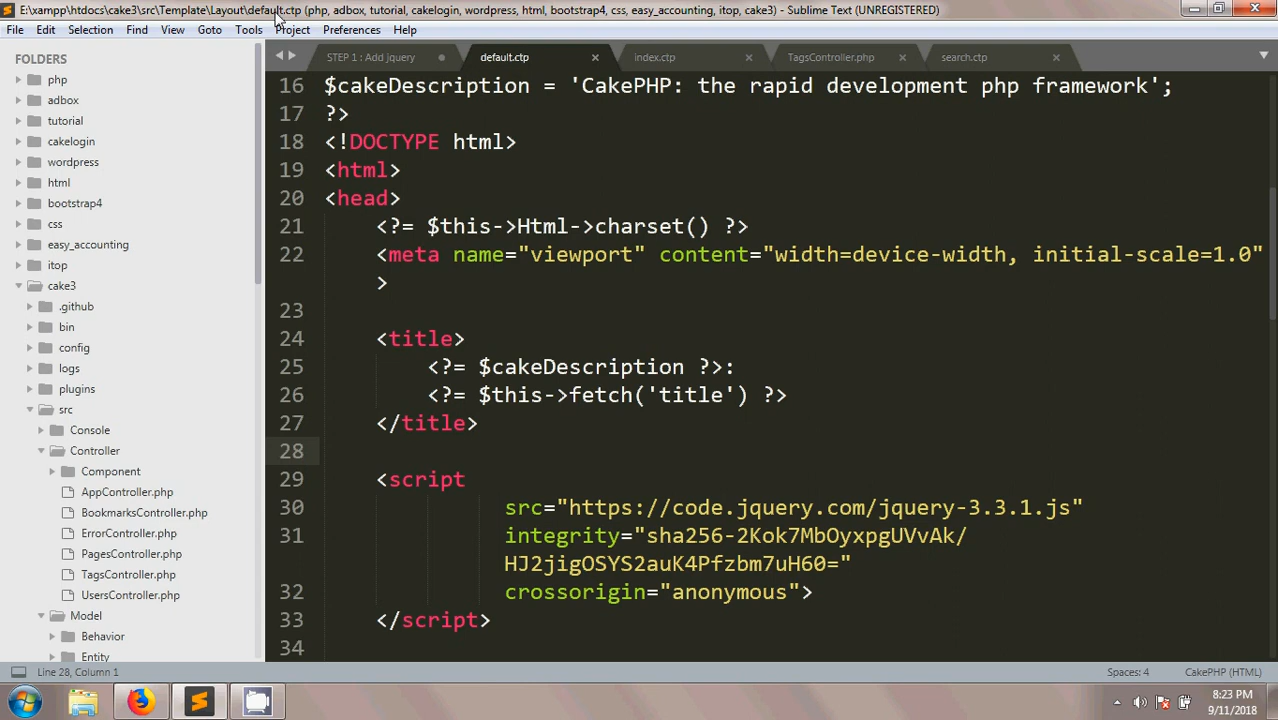 E:\xampp\htdocs\cake3\src\Template\Layout\default.ctp (php, adbox, tutorial, cakelogin, wordpress, html, bootstrap4, css, easy_accounting, itop, cake3) - Sublime Text (UNREGISTERED)
File Edit Selection Find View Goto Tools Project Preferences Help
FOLDERS
php
adbox
tutorial
cakelogin
wordpress
html
bootstrap4
css
easy_accounting
itop
cake3
.github
bin
config
logs
plugins
src
Console
Controller
Component
AppController.php
BookmarksController.php
ErrorController.php
PagesController.php
TagsController.php
UsersController.php
Model
Behavior
Entity
STEP 1 : Add jquery default.ctp index.ctp TagsController.php search.ctp
16 $cakeDescription = 'CakePHP: the rapid development php framework';
17 ?>
18 <!DOCTYPE html>
19 <html>
20 <head>
21 <?= $this->Html->charset() ?>
22 <meta name="viewport" content="width=device-width, initial-scale=1.0"
>
23
24 <title>
25 <?= $cakeDescription ?>:
26 <?= $this->fetch('title') ?>
27 </title>
28
29 <script
30 src="https://code.jquery.com/jquery-3.3.1.js"
31 integrity="sha256-2Kok7MbOyxpgUVvAk/
HJ2jigOSYS2auK4Pfzbm7uH60="
32 crossorigin="anonymous">
33 </script>
34
Line 28, Column 1 Spaces: 4 CakePHP (HTML)
8:23 PM
9/11/2018